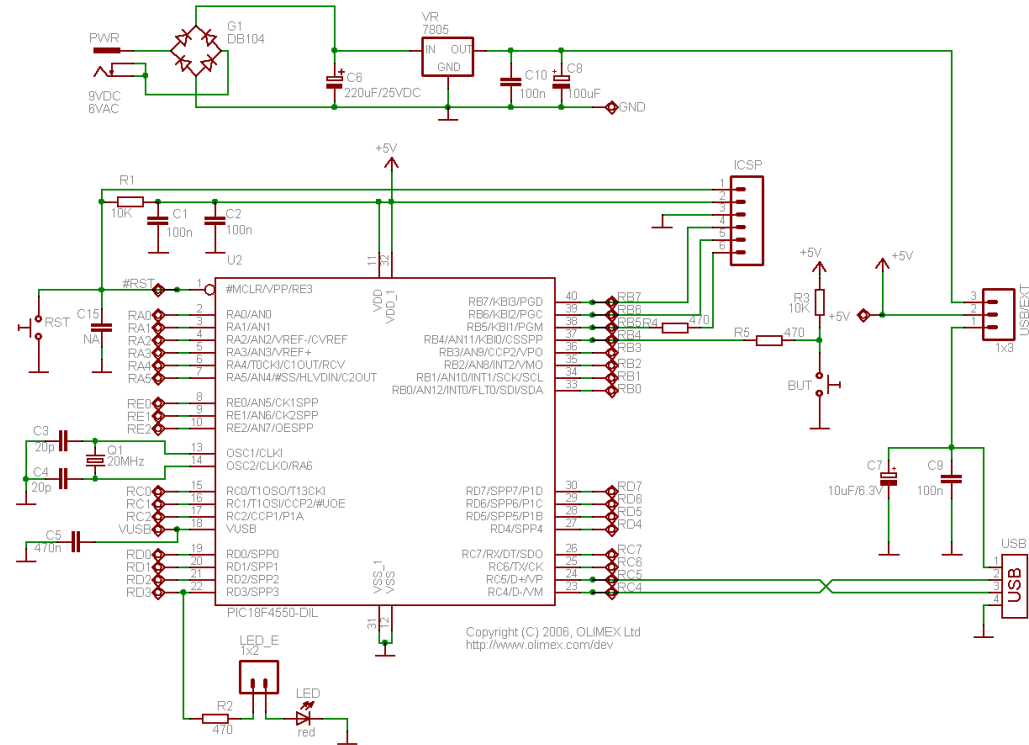 PWR
G1
DB104
9VDC
6VAC
C6
220uF/25VDC
VR
7805
IN OUT
GND
C10
100n
C8
100uF
GND
+5V
R1
10K
C1
100n
C2
100n
U2
ICSP
1
2
3
4
5
6
11
32
VDD
VDD_1
#RST
RST
C15
NA
1 #MCLR/VPP/RE3
RA0 2 RA0/AN0
RA1 3 RA1/AN1
RA2 4 RA2/AN2/VREF-/CVREF
RA3 5 RA3/AN3/VREF+
RA4 6 RA4/T0CKI/C1OUT/RCV
RA5 7 RA5/AN4/#SS/HLVDIN/C2OUT
RE0 8 RE0/AN5/CK1SPP
RE1 9 RE1/AN6/CK2SPP
RE2 10 RE2/AN7/OESPP
C3
20p
Q1
20MHz
C4
20p
13 OSC1/CLKI
14 OSC2/CLKO/RA6
RC0 15 RC0/T1OSO/T13CKI
RC1 16 RC1/T1OSI/CCP2/#UOE
RC2 17 RC2/CCP1/P1A
VUSB 18 VUSB
C5
470n
RD0 19 RD0/SPP0
RD1 20 RD1/SPP1
RD2 21 RD2/SPP2
RD3 22 RD3/SPP3
RB7/KBI3/PGD 40 RB7
RB6/KBI2/PGC 39 RB6
RB5/KBI1/PGM 38 RB5
RB4/AN11/KBI0/CSSPP 37 RB4
RB3/AN9/CCP2/VPO 36 RB3
RB2/AN8/INT2/VMO 35 RB2
RB1/AN10/INT1/SCK/SCL 34 RB1
RB0/AN12/INT0/FLT0/SDI/SDA 33 RB0
R4 470
R5 470
+5V
R3
10K
BUT
+5V
+5V
3
2
1
USB/EXT
1x3
RD7/SPP7/P1D 30 RD7
RD6/SPP6/P1C 29 RD6
RD5/SPP5/P1B 28 RD5
RD4/SPP4 27 RD4
RC7/RX/DT/SDO 26 RC7
RC6/TX/CK 25 RC6
RC5/D+/VP 24 RC5
RC4/D-/VM 23 RC4
C7
10uF/6.3V
C9
100n
USB
1
2
3
4
USB
VSS_1
VSS
31
12
PIC18F4550-DIL
Copyright (C) 2006, OLIMEX Ltd
http://www.olimex.com/dev
LED_E
1x2
R2
470
LED
red